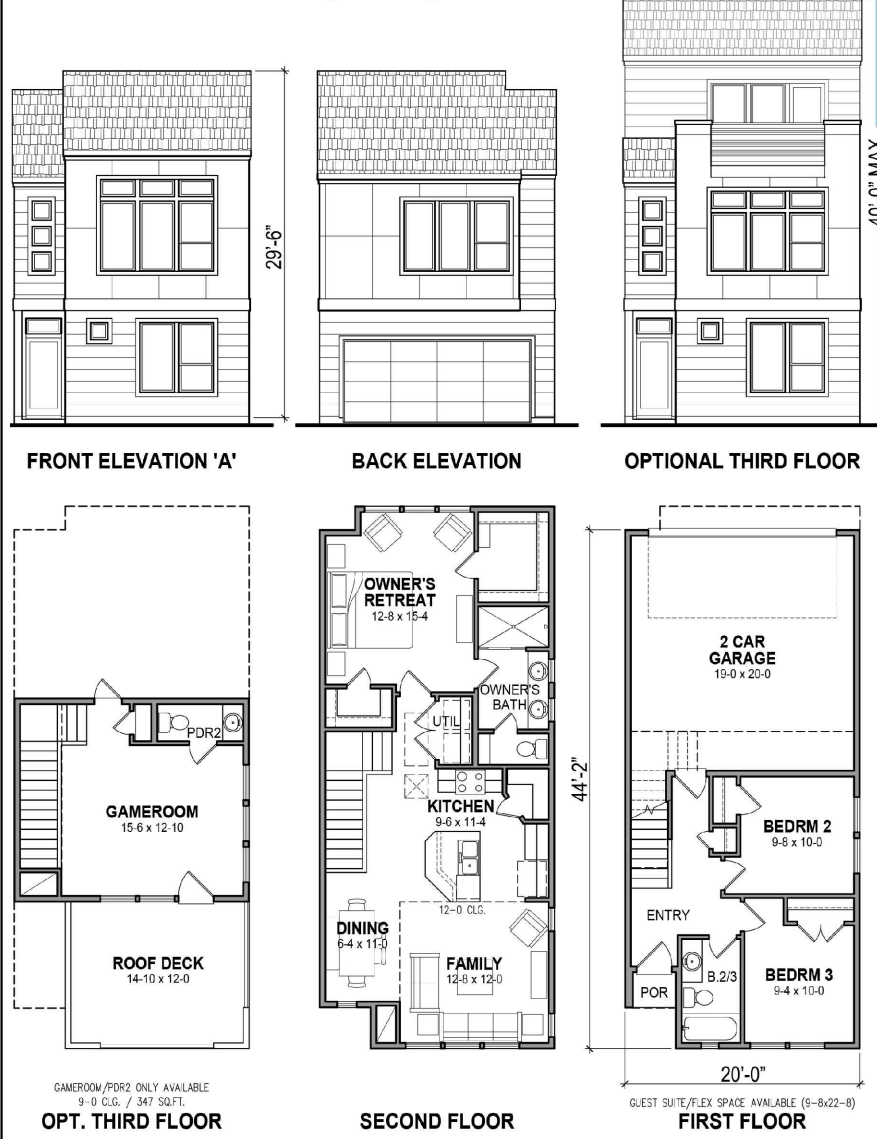 29'-6"
40'-0" MAX
FRONT ELEVATION 'A'
BACK ELEVATION
OPTIONAL THIRD FLOOR
PDR2
GAMEROOM
15-6 x 12-10
ROOF DECK
14-10 x 12-0
GAMEROOM/PDR2 ONLY AVAILABLE
9-0 CLG. / 347 SQ.FT.
OPT. THIRD FLOOR
OWNER'S
RETREAT
12-8 x 15-4
OWNER'S
BATH
UTIL
KITCHEN
9-6 x 11-4
12-0 CLG.
DINING
6-4 x 11-0
FAMILY
12-8 x 12-0
SECOND FLOOR
44'-2"
2 CAR
GARAGE
19-0 x 20-0
BEDRM 2
9-8 x 10-0
ENTRY
POR
B.2/3
BEDRM 3
9-4 x 10-0
20'-0"
GUEST SUITE/FLEX SPACE AVAILABLE (9-8x22-8)
FIRST FLOOR